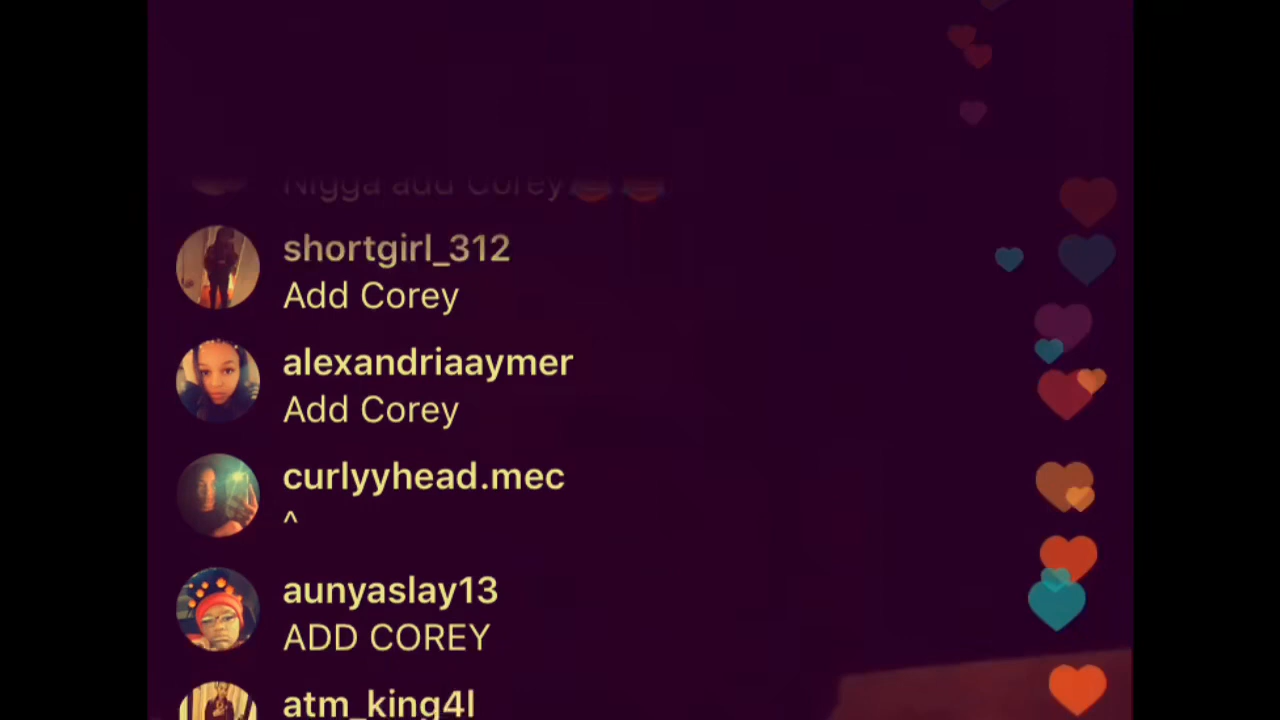 Nigga add Corey
shortgirl_312
Add Corey
alexandriaaymer
Add Corey
curlyyhead.mec
^
aunyaslay13
ADD COREY
atm_king4l